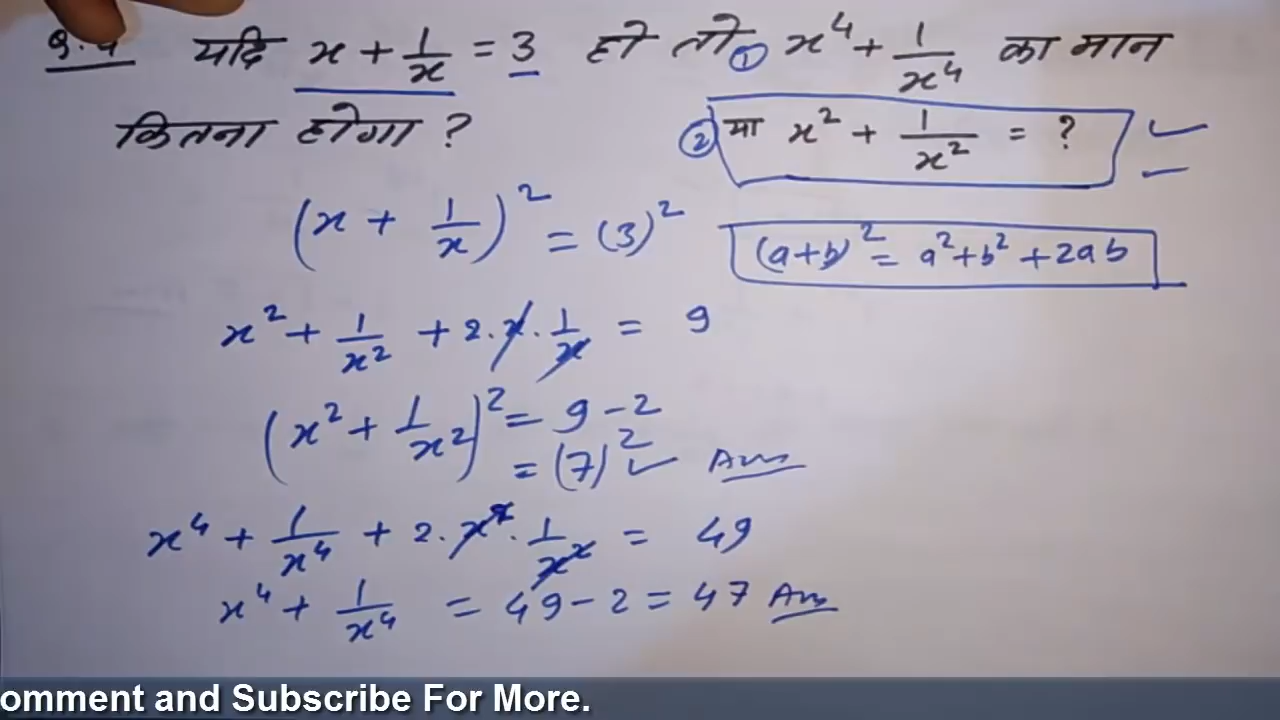 यदि x + 1/x = 3 हो तो ① x⁴ + 1/x⁴ का मान
कितना होगा ? ② या x² + 1/x² = ?
(x + 1/x)² = (3)²
(a+b)² = a²+b² +2ab
x² + 1/x² + 2.x.1/x = 9
(x² + 1/x²)² = 9 - 2
= (7)² ✓ Ans
x⁴ + 1/x⁴ + 2.x².1/x² = 49
x⁴ + 1/x⁴ = 49 - 2 = 47 Ans
omment and Subscribe For More.